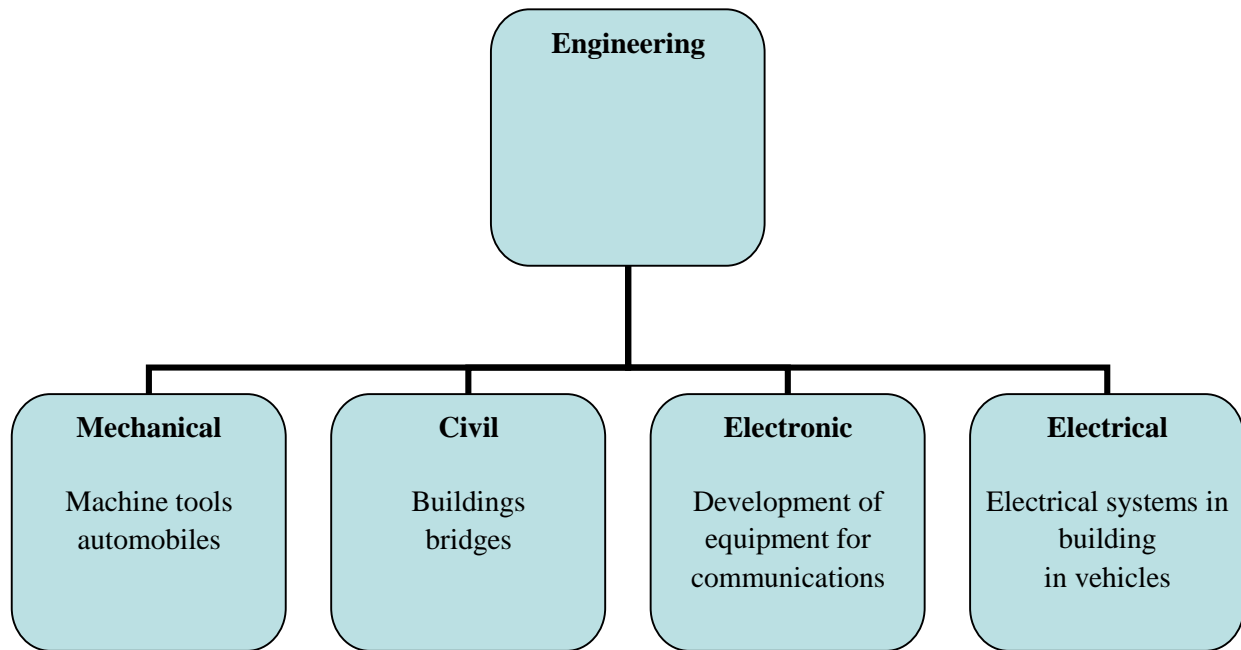 Engineering
Mechanical
Machine tools
automobiles
Civil
Buildings
bridges
Electronic
Development of
equipment for
communications
Electrical
Electrical systems in
building
in vehicles